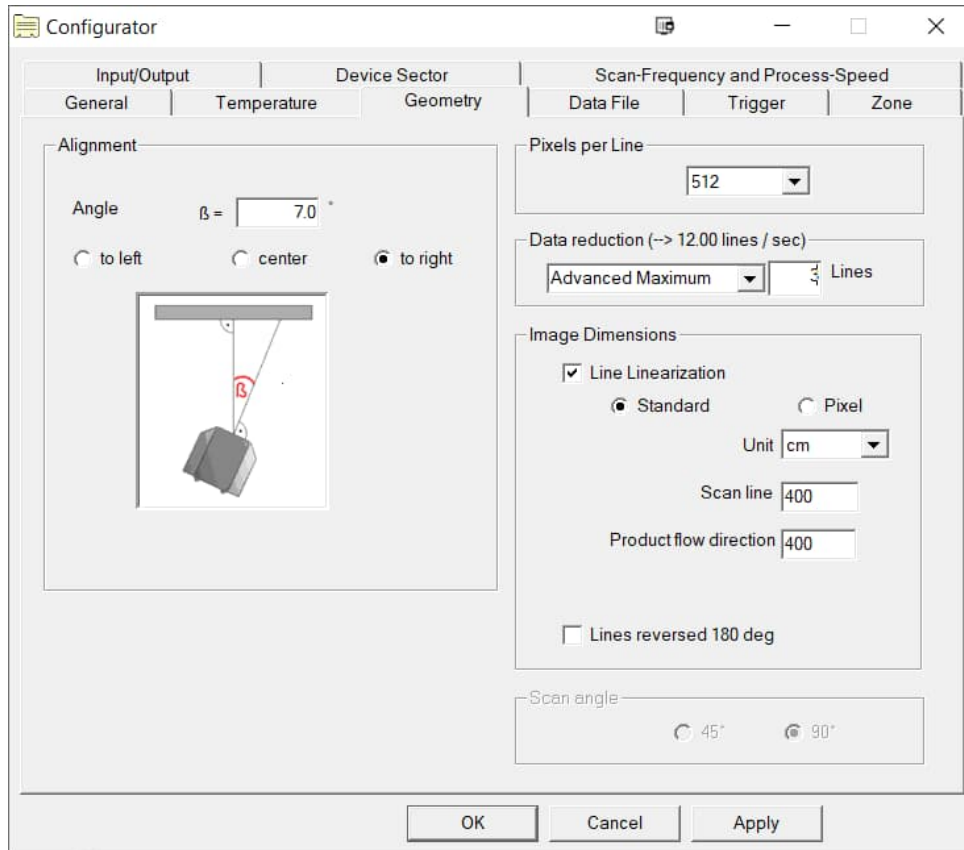 Configurator
Input/Output Device Sector Scan-Frequency and Process-Speed
General Temperature Geometry Data File Trigger Zone
Alignment
Angle ß = 7.0 °
to left center to right
ß
Pixels per Line
512
Data reduction (--> 12.00 lines / sec)
Advanced Maximum Lines
Image Dimensions
Line Linearization
Standard Pixel
Unit cm
Scan line 400
Product flow direction 400
Lines reversed 180 deg
Scan angle
45° 90°
OK Cancel Apply